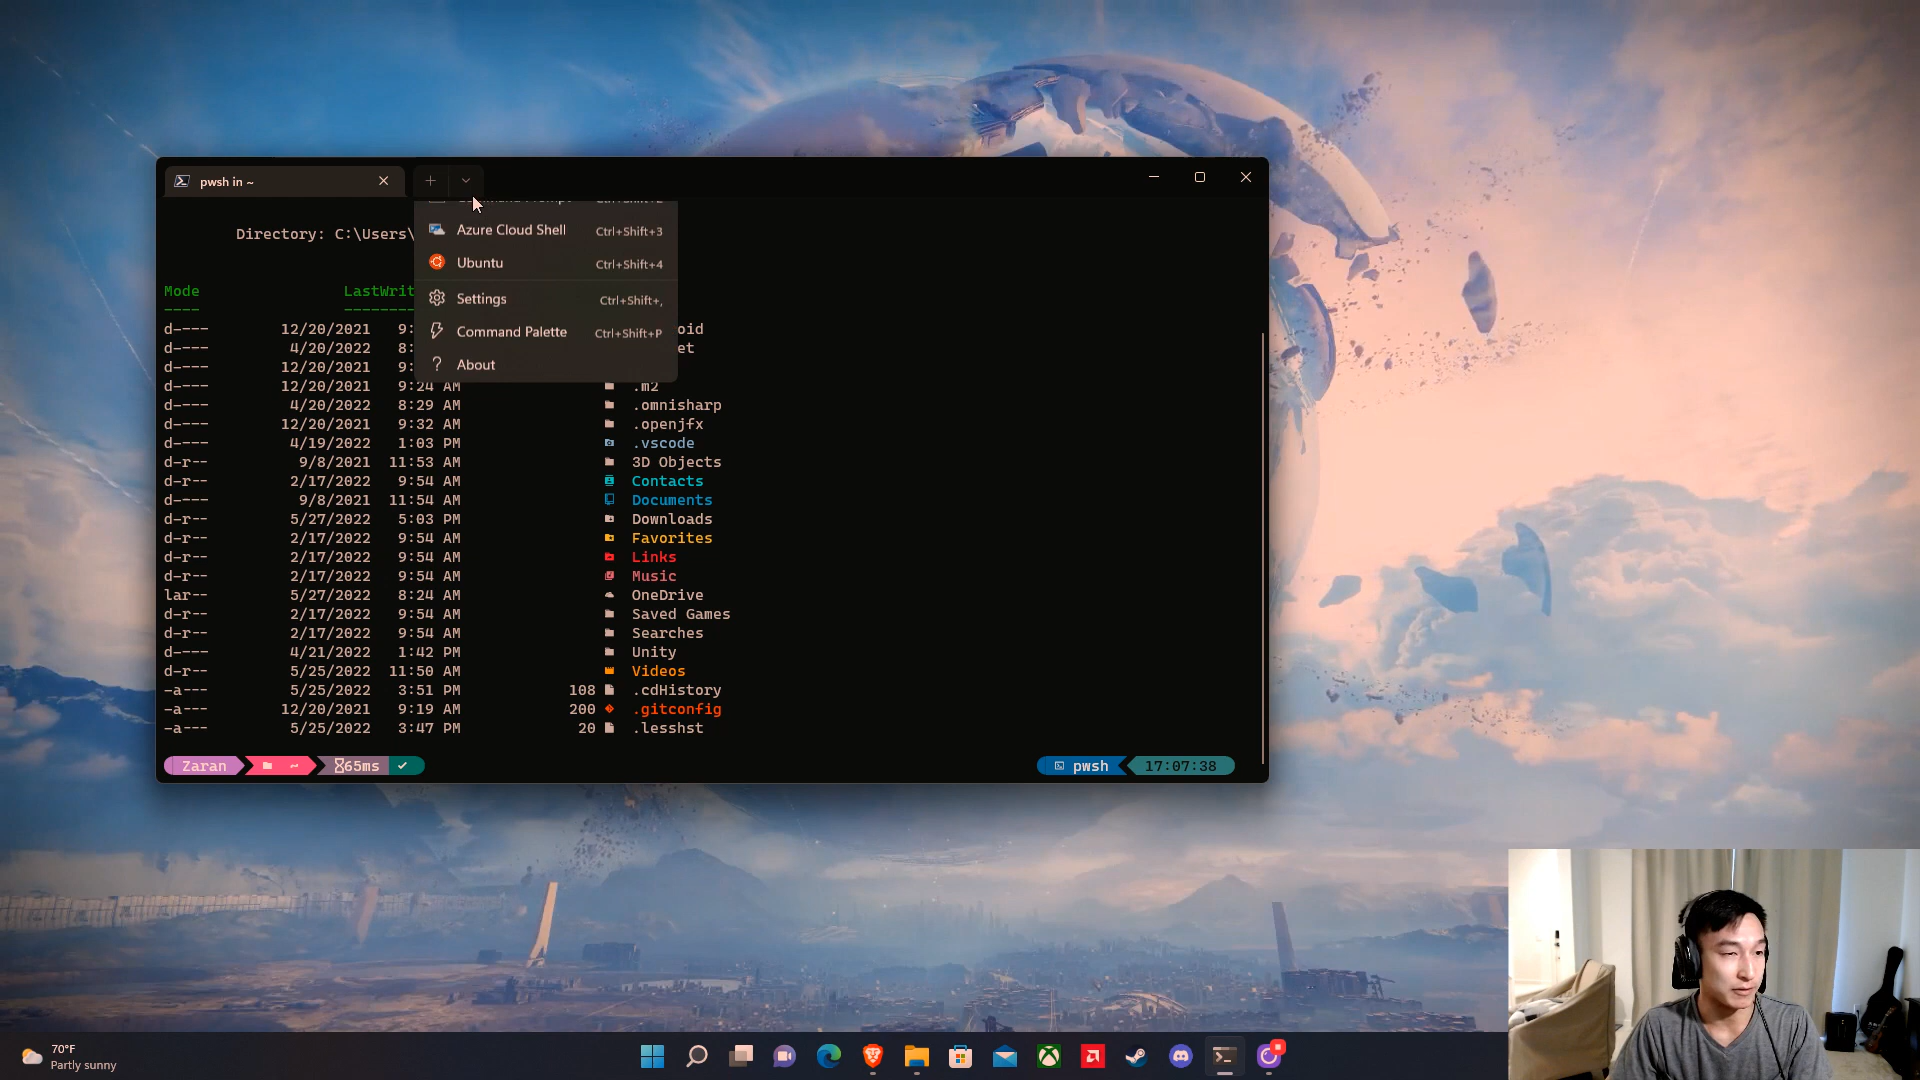 pwsh in ~
Azure Cloud Shell Ctrl+Shift+3
Ubuntu Ctrl+Shift+4
Settings Ctrl+Shift+,
Command Palette Ctrl+Shift+P
? About
Directory: C:\Users\
Mode LastWrit
---- --------
d---- 12/20/2021 9: oid
d---- 4/20/2022 8: et
d---- 12/20/2021 9:
d---- 12/20/2021 9:24 AM .m2
d---- 4/20/2022 8:29 AM .omnisharp
d---- 12/20/2021 9:32 AM .openjfx
d---- 4/19/2022 1:03 PM .vscode
d-r-- 9/8/2021 11:53 AM 3D Objects
d-r-- 2/17/2022 9:54 AM Contacts
d---- 9/8/2021 11:54 AM Documents
d-r-- 5/27/2022 5:03 PM Downloads
d-r-- 2/17/2022 9:54 AM Favorites
d-r-- 2/17/2022 9:54 AM Links
d-r-- 2/17/2022 9:54 AM Music
lar-- 5/27/2022 8:24 AM OneDrive
d-r-- 2/17/2022 9:54 AM Saved Games
d-r-- 2/17/2022 9:54 AM Searches
d---- 4/21/2022 1:42 PM Unity
d-r-- 5/25/2022 11:50 AM Videos
-a--- 5/25/2022 3:51 PM 108 .cdHistory
-a--- 12/20/2021 9:19 AM 200 .gitconfig
-a--- 5/25/2022 3:47 PM 20 .lesshst
Zaran 65ms pwsh 17:07:38
70°F
Partly sunny